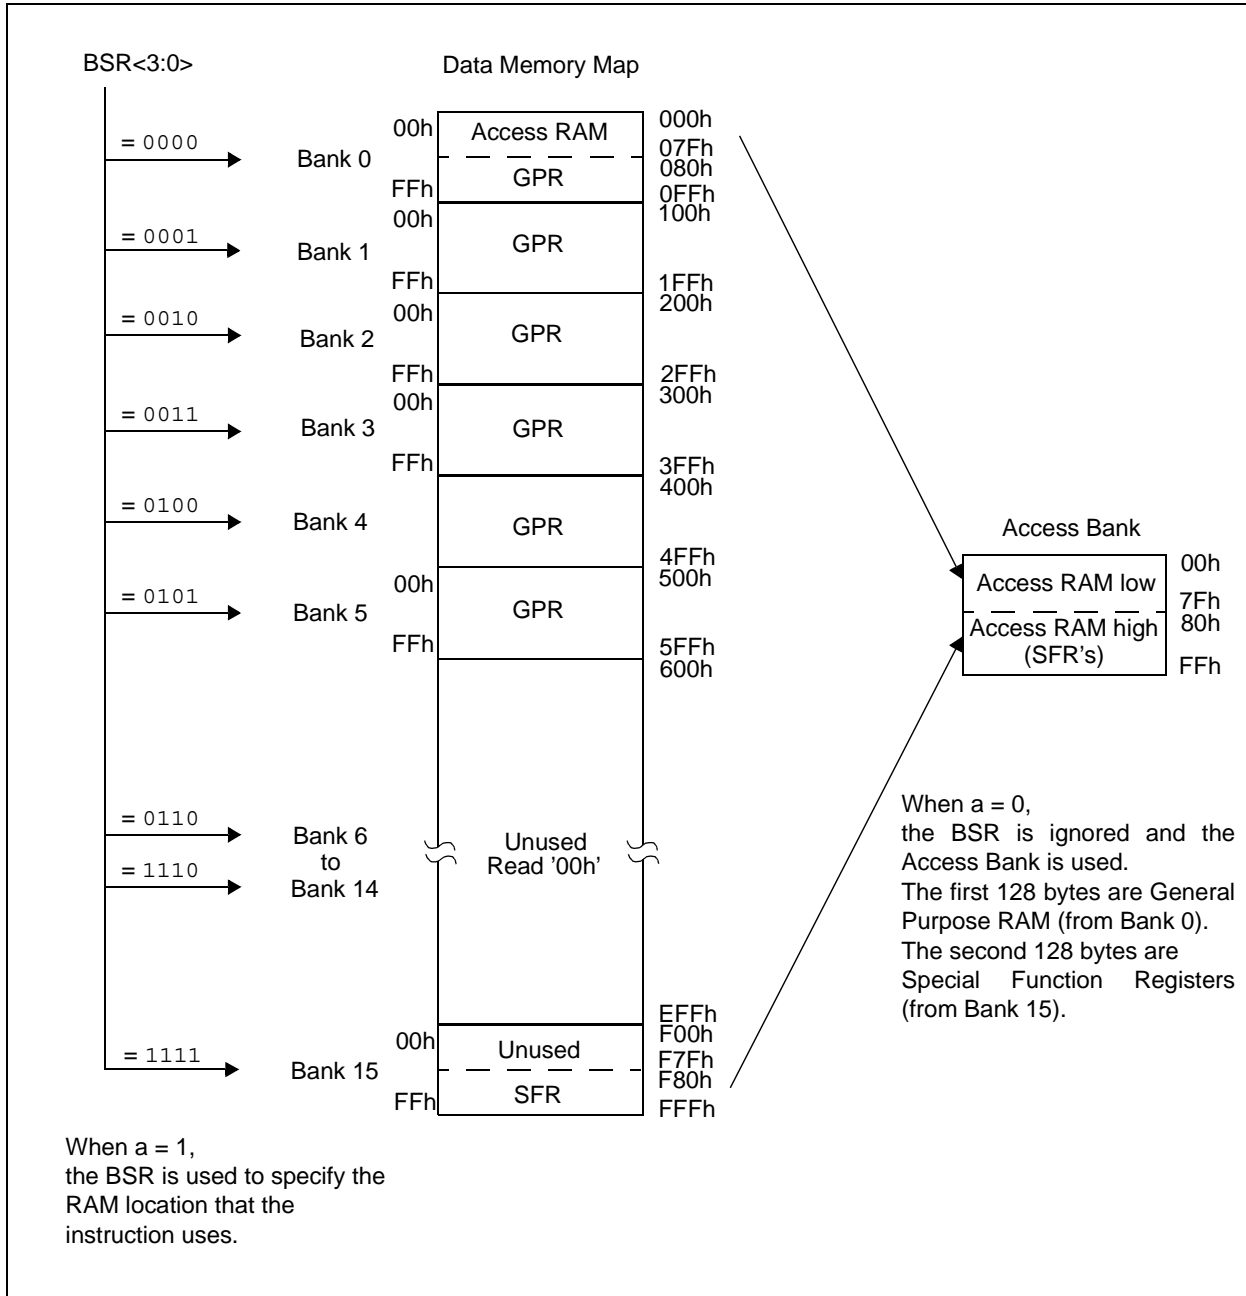 BSR<3:0>
Data Memory Map
= 0000
Bank 0
00h
Access RAM
000h
07Fh
080h
GPR
FFh
0FFh
= 0001
Bank 1
00h
GPR
100h
FFh
1FFh
= 0010
Bank 2
00h
GPR
200h
FFh
2FFh
= 0011
Bank 3
00h
GPR
300h
FFh
3FFh
= 0100
Bank 4
GPR
400h
4FFh
= 0101
Bank 5
00h
GPR
500h
FFh
5FFh
600h
= 0110
= 1110
Bank 6
to
Bank 14
Unused
Read '00h'
EFFh
= 1111
Bank 15
00h
Unused
F00h
F7Fh
F80h
SFR
FFh
FFFh
When a = 1,
the BSR is used to specify the
RAM location that the
instruction uses.
Access Bank
Access RAM low
00h
7Fh
Access RAM high
(SFR's)
80h
FFh
When a = 0,
the BSR is ignored and the
Access Bank is used.
The first 128 bytes are General
Purpose RAM (from Bank 0).
The second 128 bytes are
Special Function Registers
(from Bank 15).